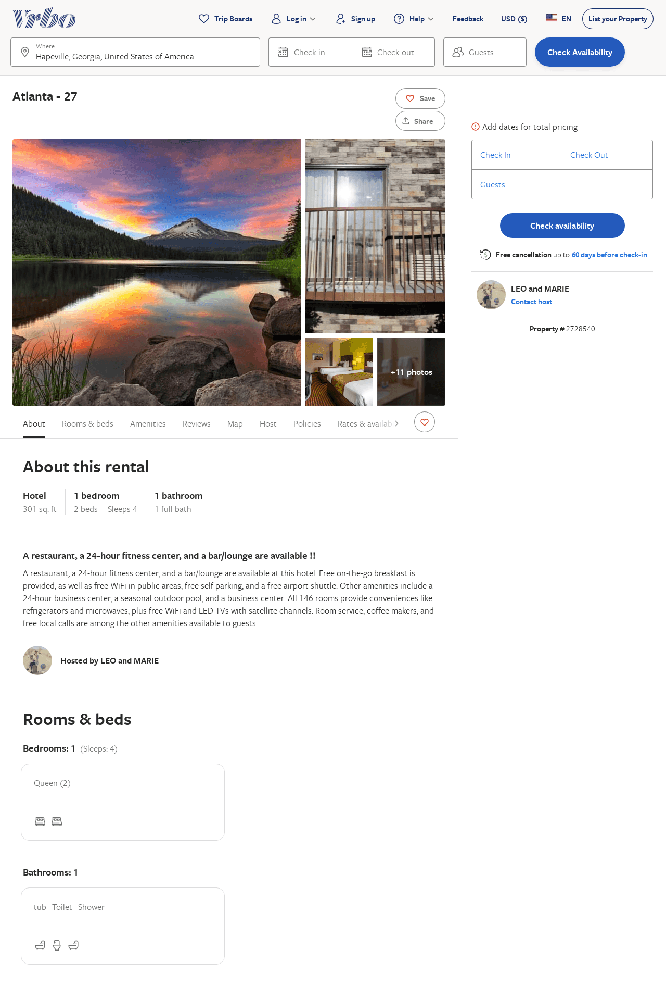 Vrbo
Trip Boards
Log in
Sign up
Help
Feedback
USD ($)
EN
List your Property
Where
Hapeville, Georgia, United States of America
Check-in
Check-out
Guests
Check Availability
Atlanta - 27
Save
Share
+11 photos
Add dates for total pricing
Check In
Check Out
Guests
Check availability
Free cancellation up to 60 days before check-in
LEO and MARIE
Contact host
Property # 2728540
About
Rooms & beds
Amenities
Reviews
Map
Host
Policies
Rates & availab
About this rental
Hotel
301 sq. ft
1 bedroom
2 beds · Sleeps 4
1 bathroom
1 full bath
A restaurant, a 24-hour fitness center, and a bar/lounge are available !!
A restaurant, a 24-hour fitness center, and a bar/lounge are available at this hotel. Free on-the-go breakfast is
provided, as well as free WiFi in public areas, free self parking, and a free airport shuttle. Other amenities include a
24-hour business center, a seasonal outdoor pool, and a business center. All 146 rooms provide conveniences like
refrigerators and microwaves, plus free WiFi and LED TVs with satellite channels. Room service, coffee makers, and
free local calls are among the other amenities available to guests.
Hosted by LEO and MARIE
Rooms & beds
Bedrooms: 1 (Sleeps: 4)
Queen (2)
Bathrooms: 1
tub · Toilet · Shower